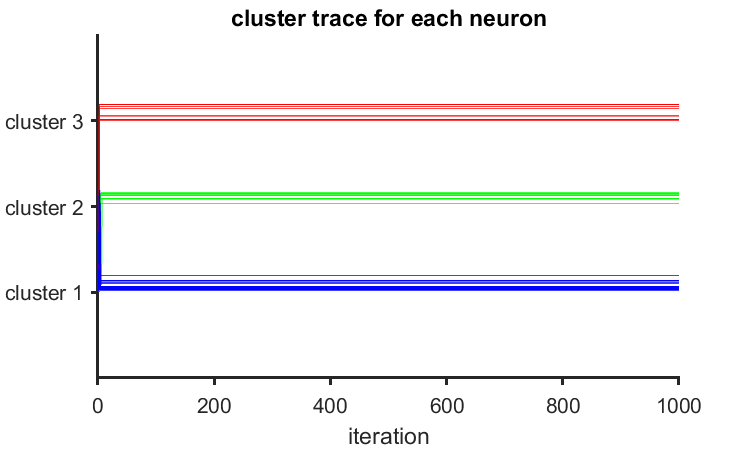 cluster trace for each neuron
cluster 3
cluster 2
cluster 1
0 200 400 600 800 1000
iteration